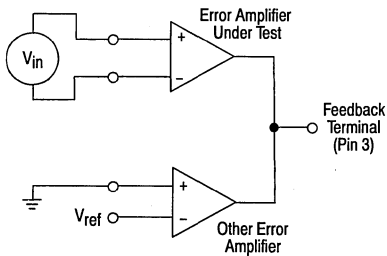 Error Amplifier
Under Test
+
Vin
−
Feedback
Terminal
(Pin 3)
+
Vref
−
Other Error
Amplifier